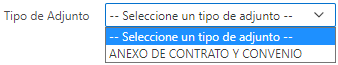 Tipo de Adjunto -- Seleccione un tipo de adjunto --
-- Seleccione un tipo de adjunto --
ANEXO DE CONTRATO Y CONVENIO